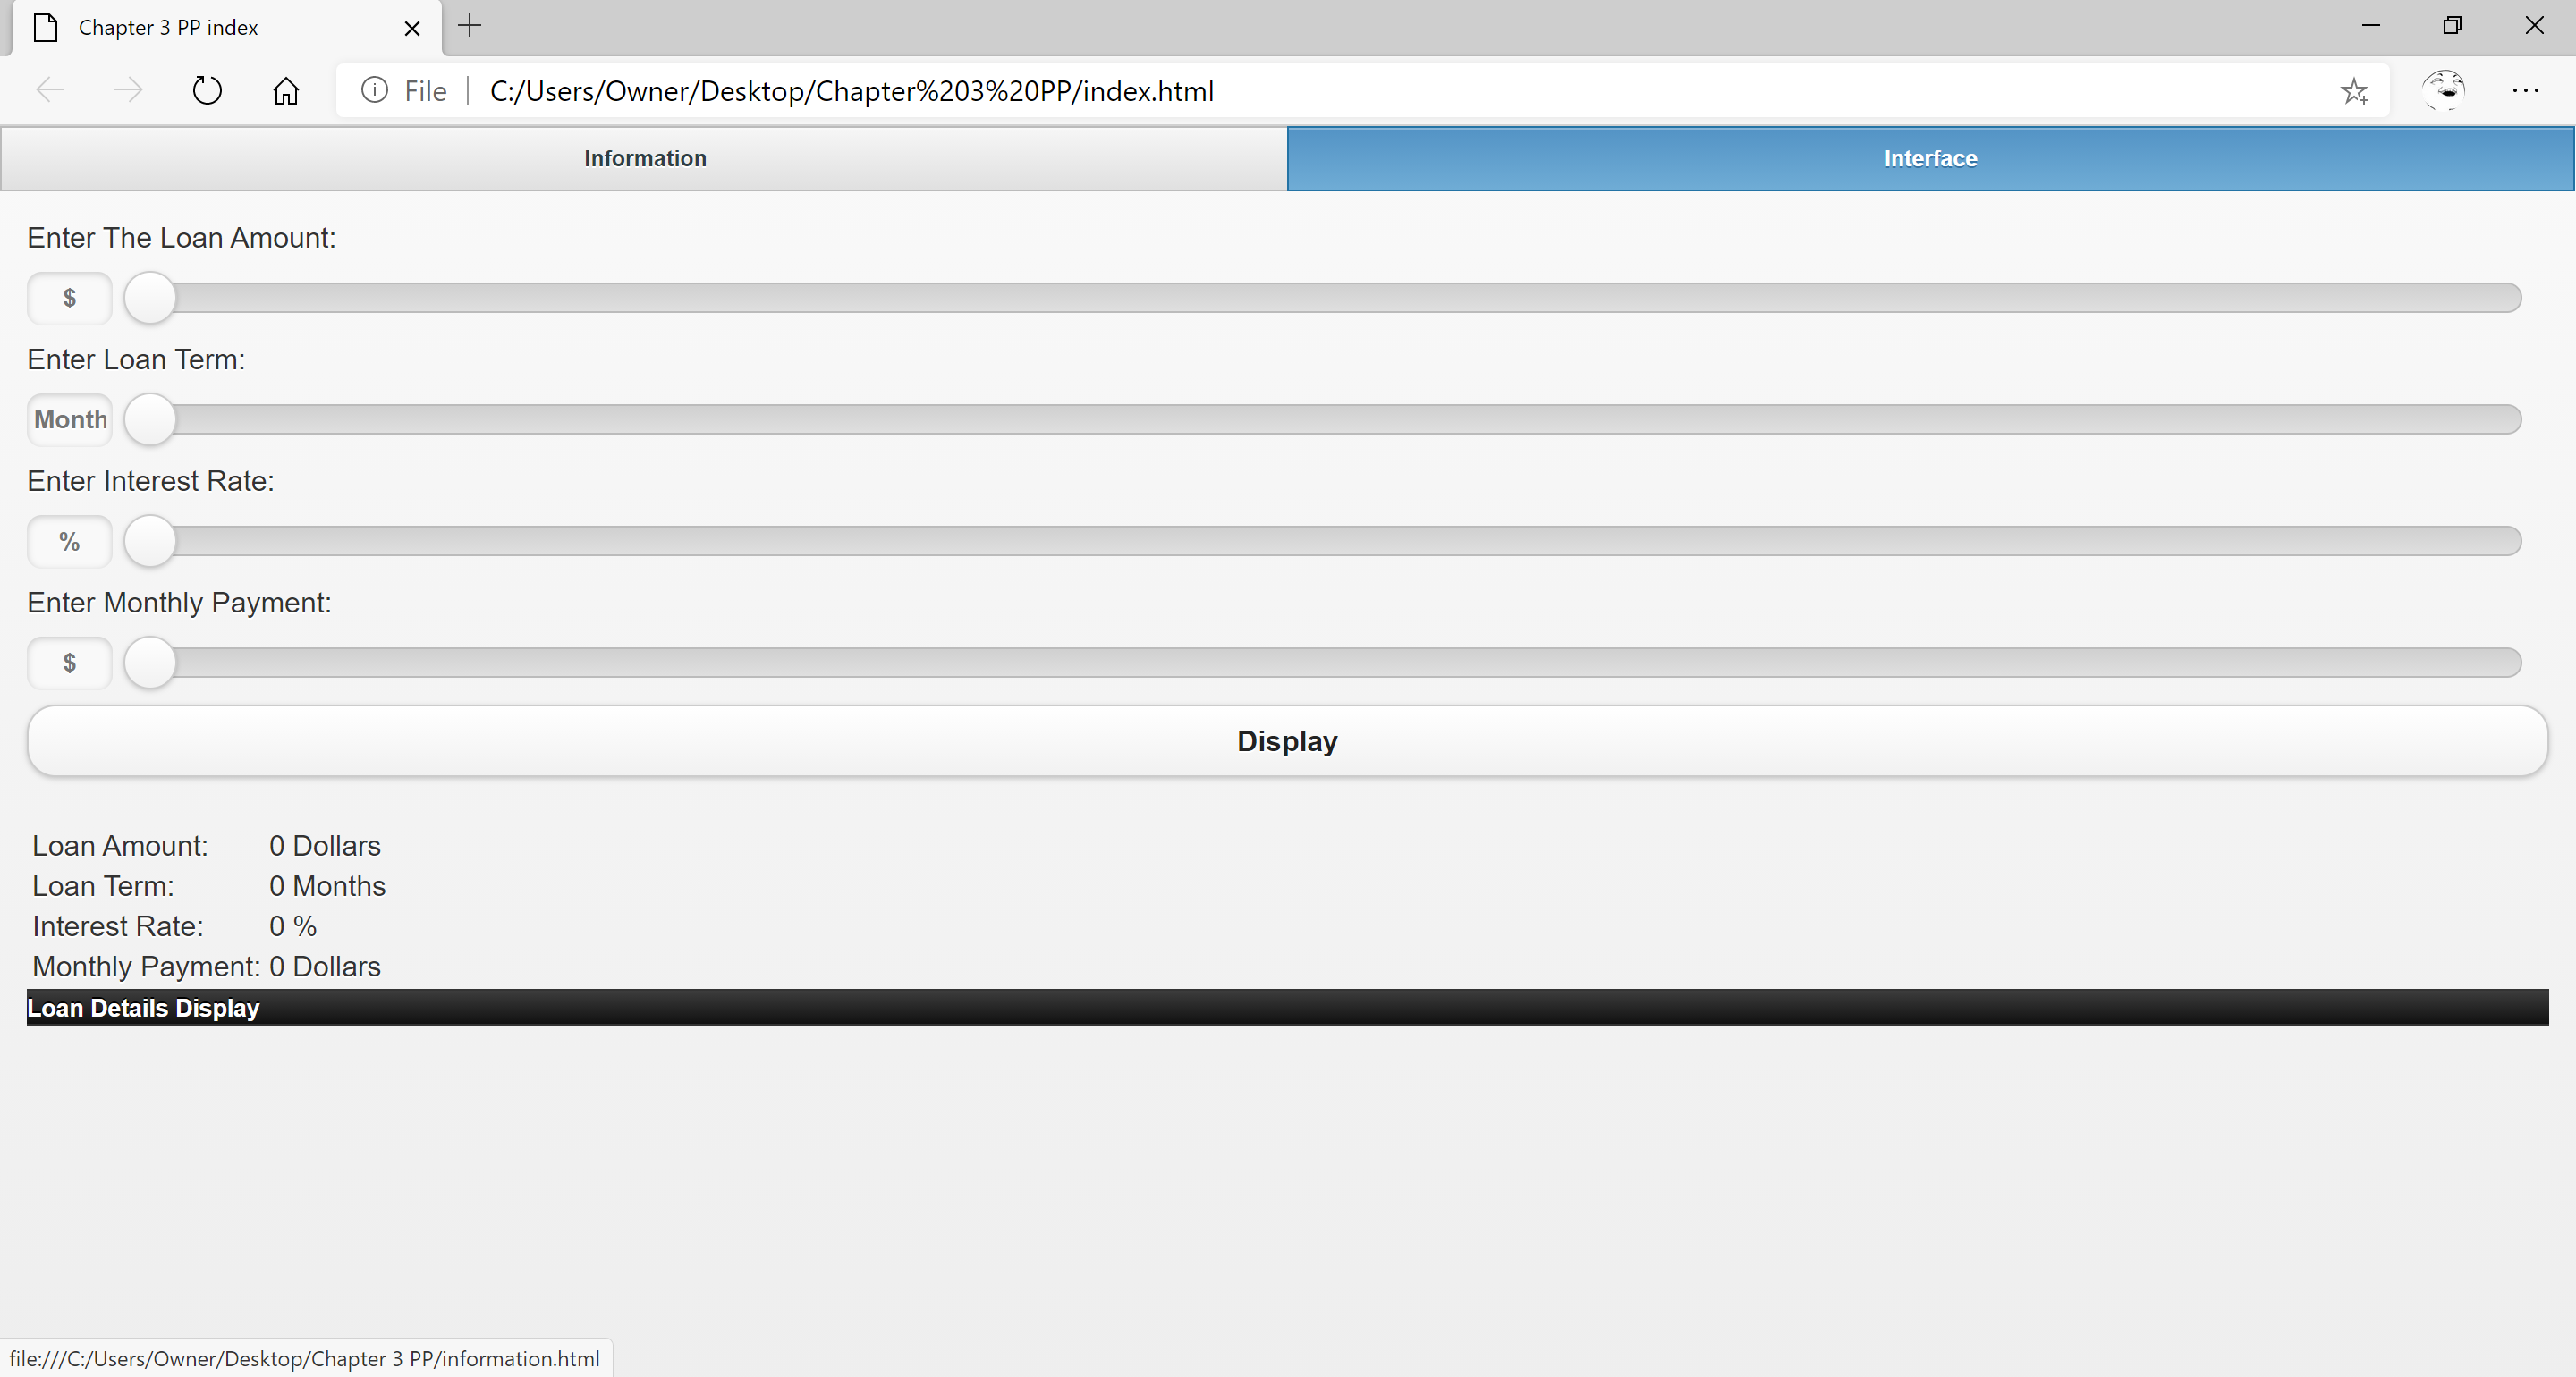 Chapter 3 PP index
File C:/Users/Owner/Desktop/Chapter%203%20PP/index.html
Information Interface
Enter The Loan Amount:
$
Enter Loan Term:
Month
Enter Interest Rate:
%
Enter Monthly Payment:
$
Display
Loan Amount: 0 Dollars
Loan Term: 0 Months
Interest Rate: 0 %
Monthly Payment: 0 Dollars
Loan Details Display
file:///C:/Users/Owner/Desktop/Chapter 3 PP/information.html